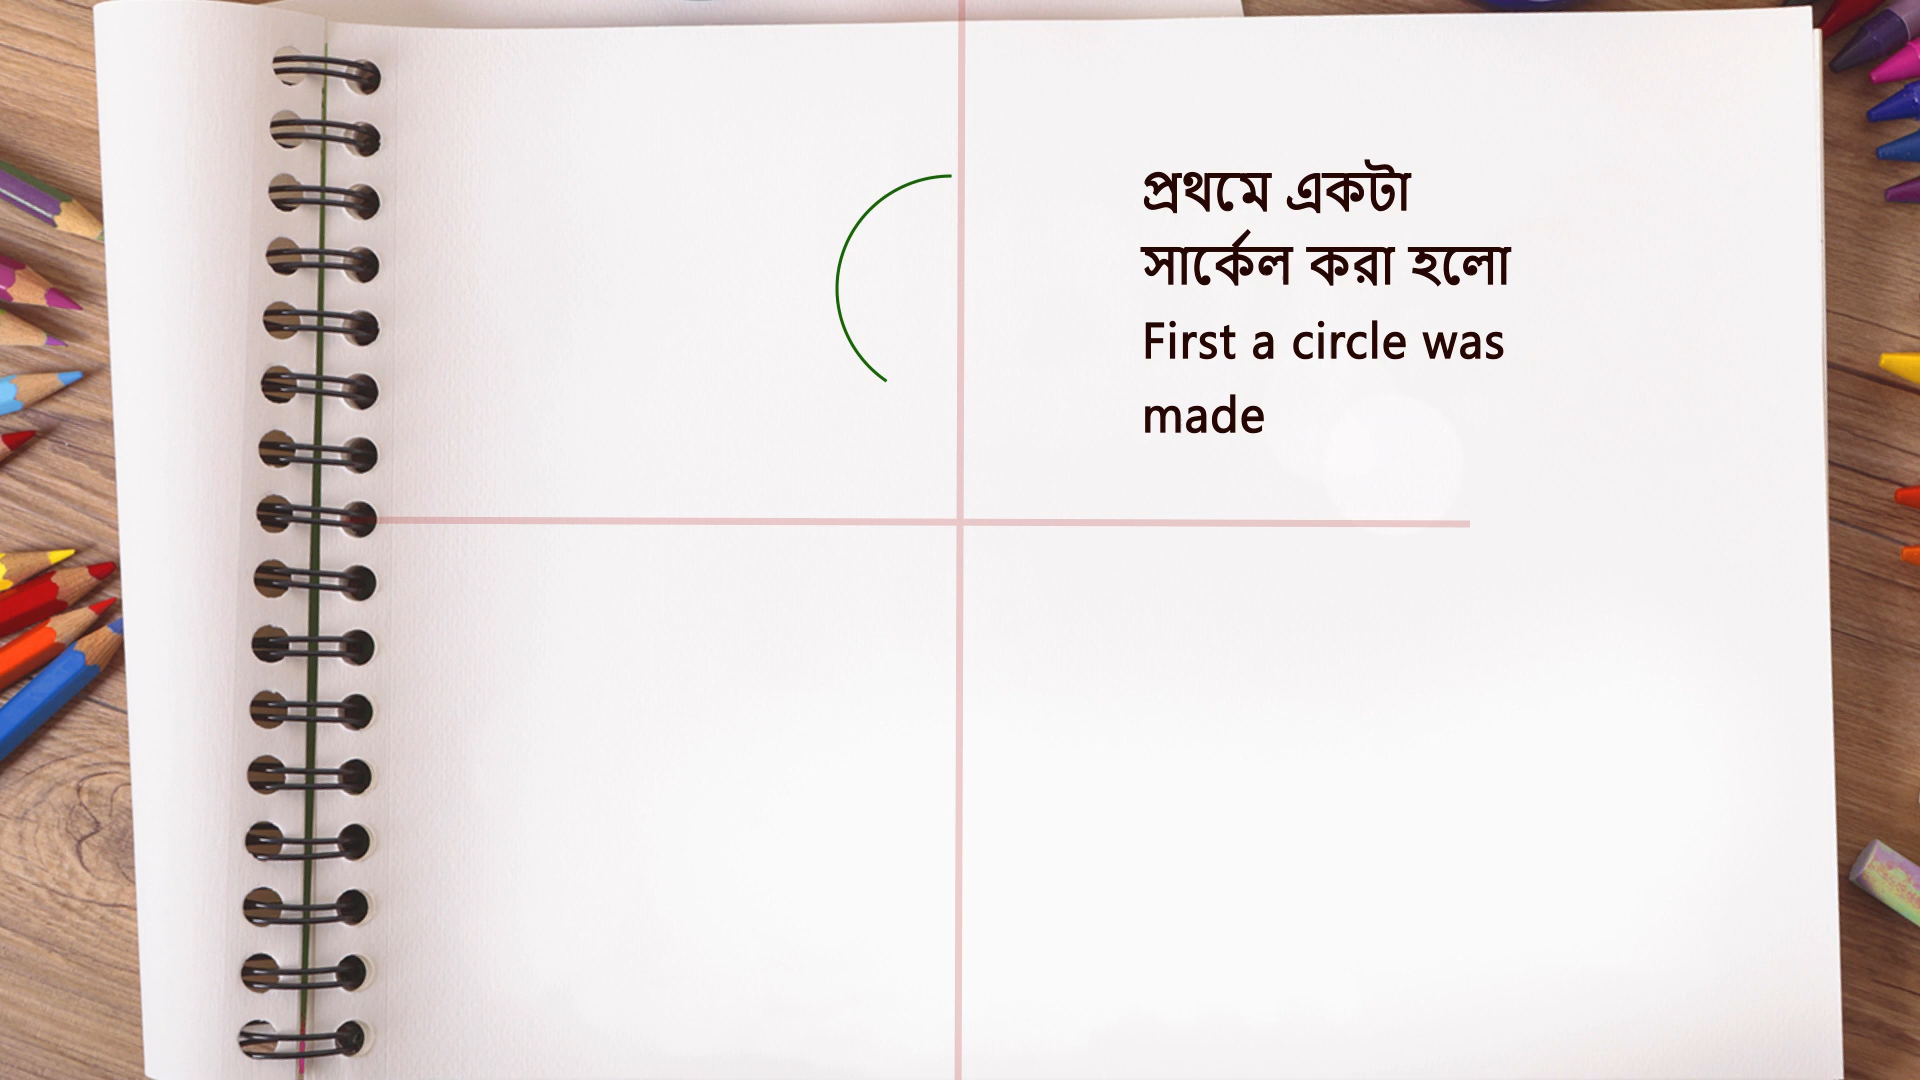 প্রথমে একটা
সার্কেল করা হলো
First a circle was
made